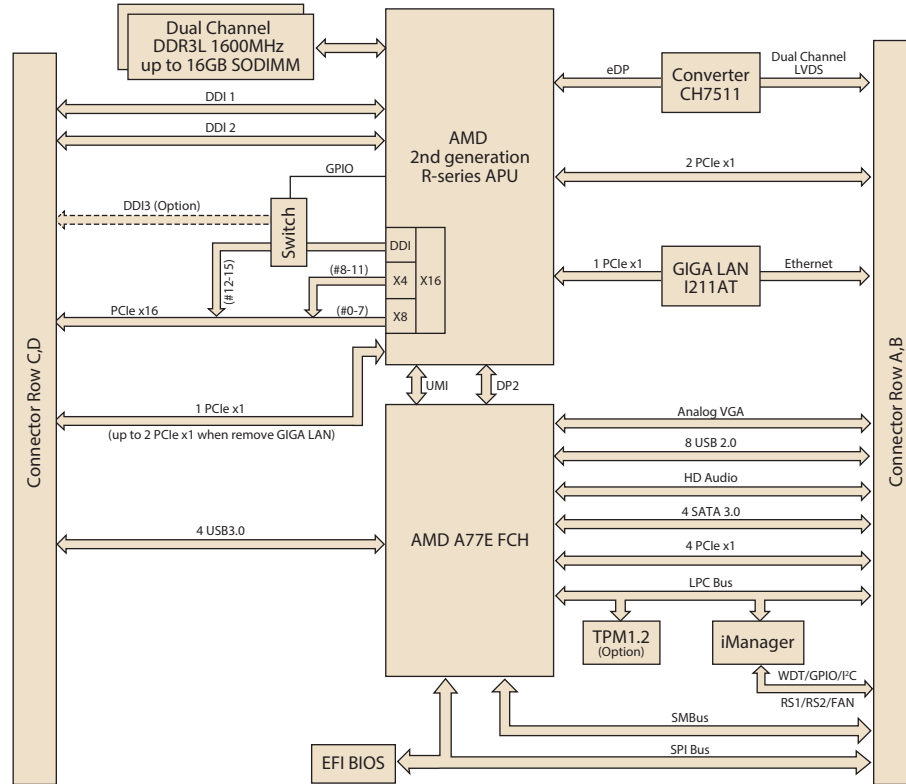 Dual Channel
DDR3L 1600MHz
up to 16GB SODIMM
eDP
Converter
CH7511
Dual Channel
LVDS
DDI 1
DDI 2
AMD
2nd generation
R-series APU
2 PCIe x1
GPIO
Switch
DDI3 (Option)
DDI
X4
X16
X8
(#8-11)
(#12-15)
(#0-7)
PCIe x16
1 PCIe x1
GIGA LAN
I211AT
Ethernet
Connector Row C,D
Connector Row A,B
UMI
DP2
1 PCIe x1
(up to 2 PCIe x1 when remove GIGA LAN)
Analog VGA
8 USB 2.0
HD Audio
4 SATA 3.0
4 USB3.0
AMD A77E FCH
4 PCIe x1
LPC Bus
TPM1.2
(Option)
iManager
WDT/GPIO/I²C
RS1/RS2/FAN
SMBus
SPI Bus
EFI BIOS